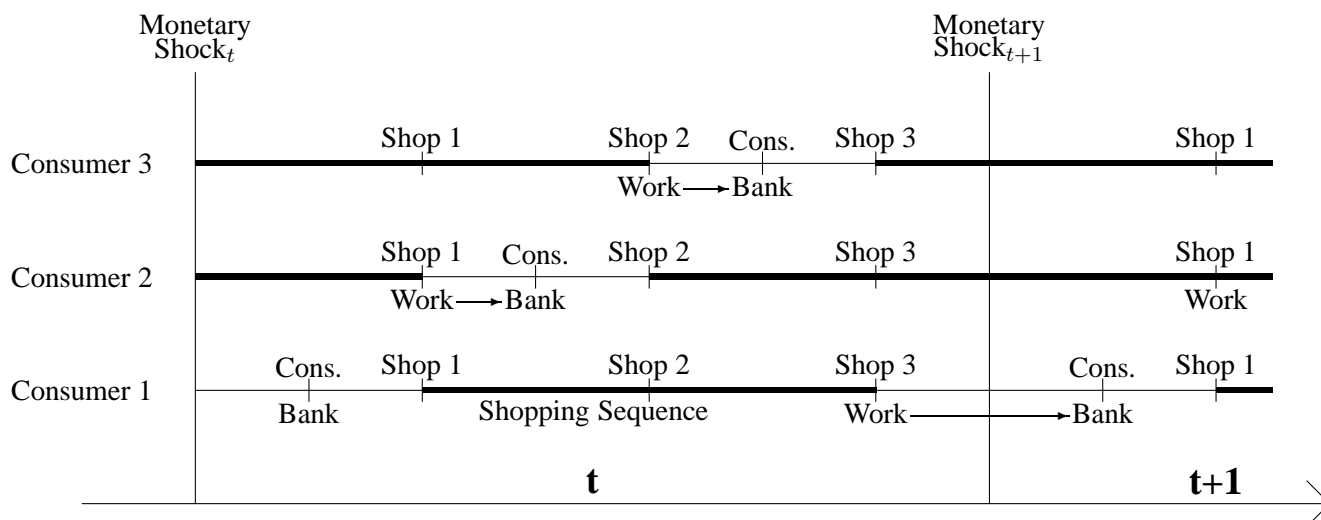 Monetary Monetary
Shock_t Shock_{t+1}
Shop 1 Shop 2 Cons. Shop 3 Shop 1
Consumer 3
Work Bank
Shop 1 Cons. Shop 2 Shop 3 Shop 1
Consumer 2
Work Bank Work
Cons. Shop 1 Shop 2 Shop 3 Cons. Shop 1
Consumer 1
Bank Shopping Sequence Work Bank
t t+1